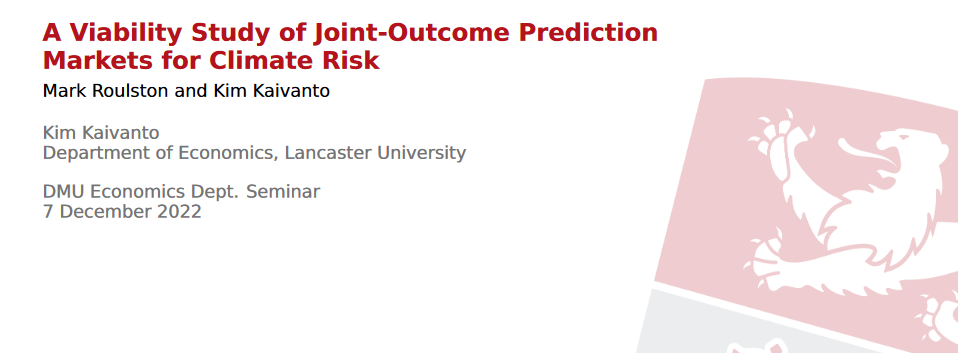 A Viability Study of Joint-Outcome Prediction
Markets for Climate Risk
Mark Roulston and Kim Kaivanto
Kim Kaivanto
Department of Economics, Lancaster University
DMU Economics Dept. Seminar
7 December 2022